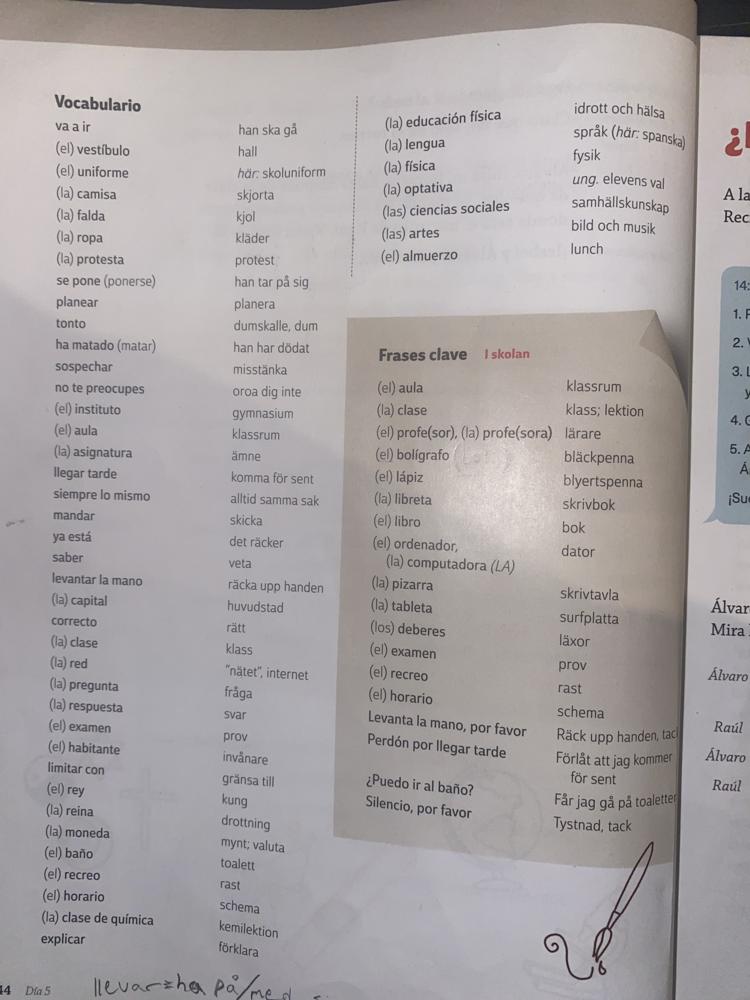 Vocabulario
va a ir han ska gå
(el) vestíbulo hall
(el) uniforme här: skoluniform
(la) camisa skjorta
(la) falda kjol
(la) ropa kläder
(la) protesta protest
se pone (ponerse) han tar på sig
planear planera
tonto dumskalle, dum
ha matado (matar) han har dödat
sospechar misstänka
no te preocupes oroa dig inte
(el) instituto gymnasium
(el) aula klassrum
(la) asignatura ämne
llegar tarde komma för sent
siempre lo mismo alltid samma sak
mandar skicka
ya está det räcker
saber veta
levantar la mano räcka upp handen
(la) capital huvudstad
correcto rätt
(la) clase klass
(la) red "nätet", internet
(la) pregunta fråga
(la) respuesta svar
(el) examen prov
(el) habitante invånare
limitar con gränsa till
(el) rey kung
(la) reina drottning
(la) moneda mynt; valuta
(el) baño toalett
(el) recreo rast
(el) horario schema
(la) clase de química kemilektion
explicar förklara
(la) educación física idrott och hälsa
(la) lengua språk (här: spanska)
(la) física fysik
(la) optativa ung. elevens val
(las) ciencias sociales samhällskunskap
(las) artes bild och musik
(el) almuerzo lunch
Frases clave I skolan
(el) aula klassrum
(la) clase klass; lektion
(el) profe(sor), (la) profe(sora) lärare
(el) bolígrafo bläckpenna
(el) lápiz blyertspenna
(la) libreta skrivbok
(el) libro bok
(el) ordenador, dator
(la) computadora (LA)
(la) pizarra skrivtavla
(la) tableta surfplatta
(los) deberes läxor
(el) examen prov
(el) recreo rast
(el) horario schema
Levanta la mano, por favor Räck upp handen,
Perdón por llegar tarde Förlåt att jag kommer
för sent
¿Puedo ir al baño? Får jag gå på toaletten
Silencio, por favor Tystnad, tack
44 Día 5
llevar=ha på/med
A la
14:
1.
2.
3.
y
4.
5. A
Álvaro
Raúl
Álvaro
Raúl
Mira